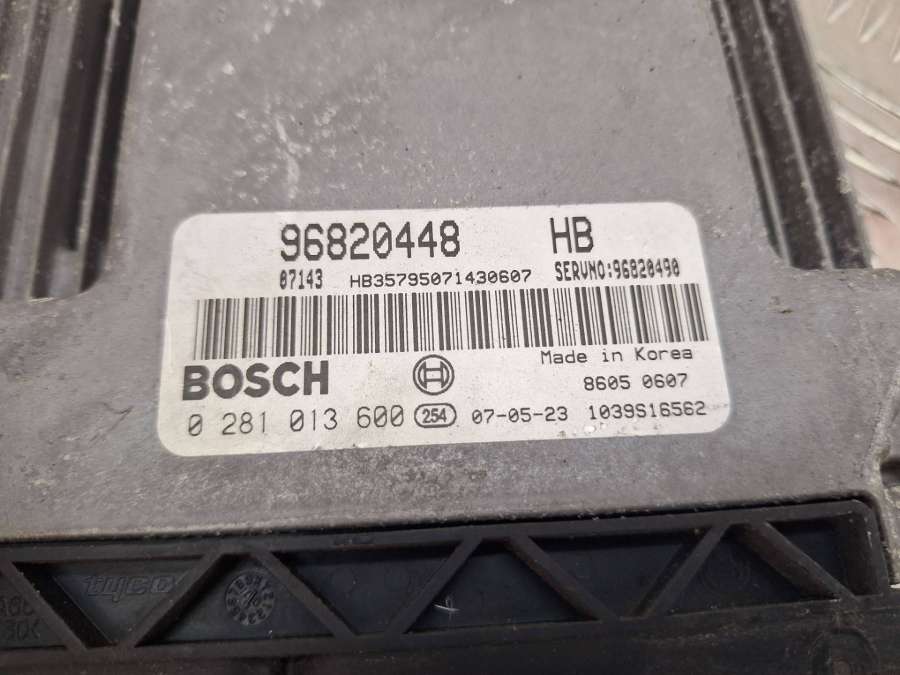 96820448 HB
07143 HB35795071430607 SERVNO:96820490
Made in Korea
BOSCH
8605 0607
0 281 013 600 254 07-05-23 1039S16562
tyco